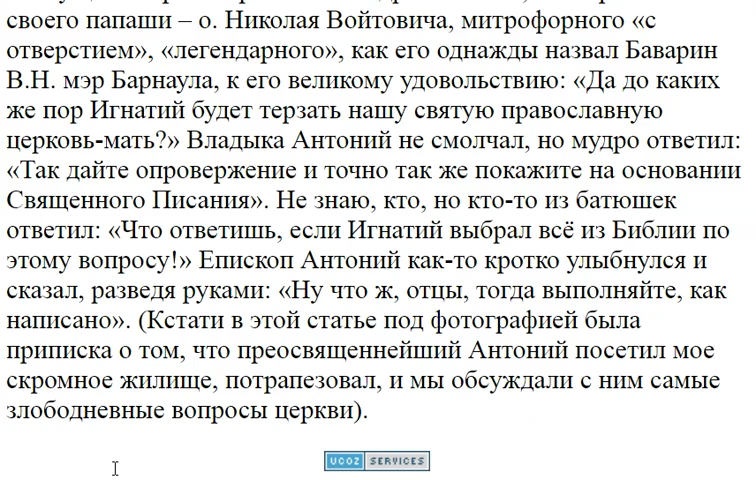 своего папаши – о. Николая Войтовича, митрофорного «с
отверстием», «легендарного», как его однажды назвал Баварин
В.Н. мэр Барнаула, к его великому удовольствию: «Да до каких
же пор Игнатий будет терзать нашу святую православную
церковь-мать?» Владыка Антоний не смолчал, но мудро ответил:
«Так дайте опровержение и точно так же покажите на основании
Священного Писания». Не знаю, кто, но кто-то из батюшек
ответил: «Что ответишь, если Игнатий выбрал всё из Библии по
этому вопросу!» Епископ Антоний как-то кротко улыбнулся и
сказал, разведя руками: «Ну что ж, отцы, тогда выполняйте, как
написано». (Кстати в этой статье под фотографией была
приписка о том, что преосвященнейший Антоний посетил мое
скромное жилище, потрапезовал, и мы обсуждали с ним самые
злободневные вопросы церкви).
UCOZ SERVICES